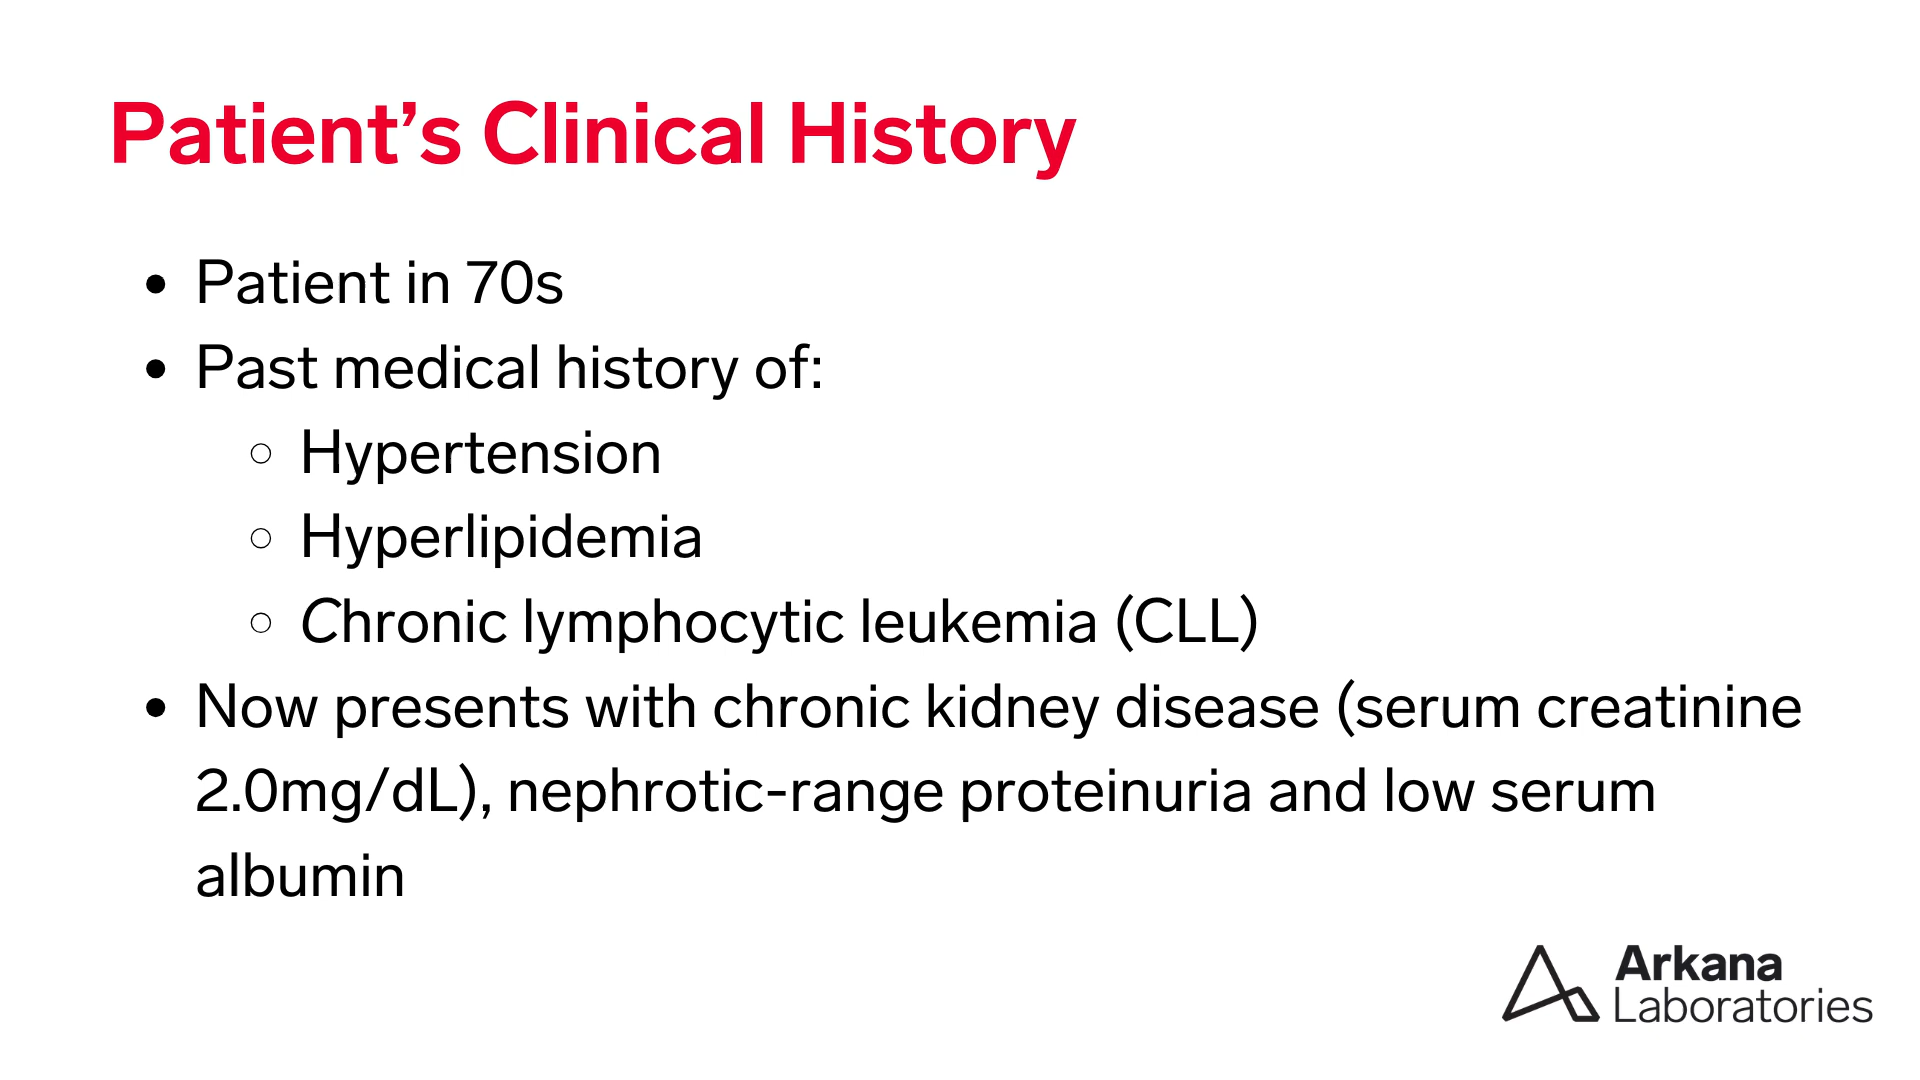 Patient’s Clinical History
• Patient in 70s
• Past medical history of:
○ Hypertension
○ Hyperlipidemia
○ Chronic lymphocytic leukemia (CLL)
• Now presents with chronic kidney disease (serum creatinine
2.0mg/dL), nephrotic-range proteinuria and low serum
albumin
Arkana
Laboratories